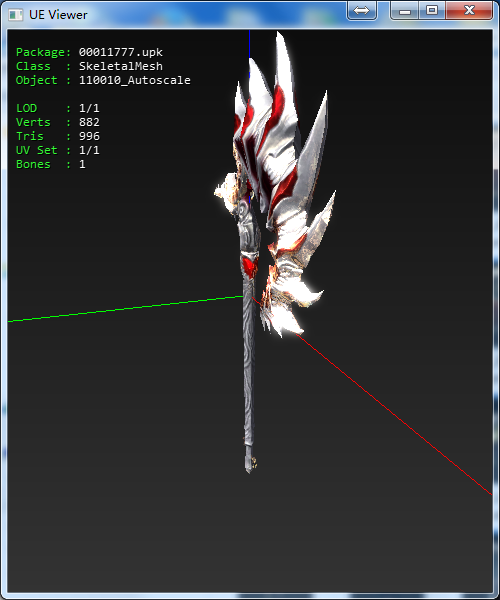 UE Viewer
Package: 00011777.upk
Class : SkeletalMesh
Object : 110010_Autoscale
LOD : 1/1
Verts : 882
Tris : 996
UV Set : 1/1
Bones : 1